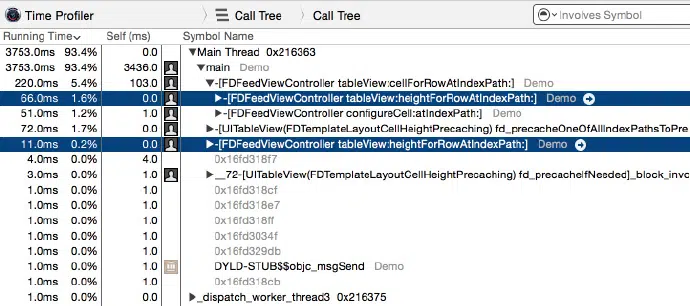 Time Profiler Call Tree Call Tree Involves Symbol
Running Time Self (ms) Symbol Name
3753.0ms 93.4% 0.0 Main Thread 0x216363
3753.0ms 93.4% 3436.0 main Demo
220.0ms 5.4% 103.0 -[FDFeedViewController tableView:cellForRowAtIndexPath:] Demo
66.0ms 1.6% 0.0 -[FDFeedViewController tableView:heightForRowAtIndexPath:] Demo
51.0ms 1.2% 1.0 -[FDFeedViewController configureCell:atIndexPath:] Demo
72.0ms 1.7% 0.0 -[UITableView(FDTemplateLayoutCellHeightPrecaching) fd_precacheOneOfAllIndexPathsToPre
11.0ms 0.2% 0.0 -[FDFeedViewController tableView:heightForRowAtIndexPath:] Demo
4.0ms 0.0% 4.0 0x16fd318f7
3.0ms 0.0% 1.0 __72-[UITableView(FDTemplateLayoutCellHeightPrecaching) fd_precacheIfNeeded]_block_invo
1.0ms 0.0% 1.0 0x16fd318cf
1.0ms 0.0% 1.0 0x16fd318e7
1.0ms 0.0% 1.0 0x16fd318ff
1.0ms 0.0% 1.0 0x16fd3034f
1.0ms 0.0% 1.0 0x16fd329db
1.0ms 0.0% 1.0 DYLD-STUB$$objc_msgSend Demo
1.0ms 0.0% 1.0 0x16fd318cb
1.0ms 0.0% 0.0 _dispatch_worker_thread3 0x216375